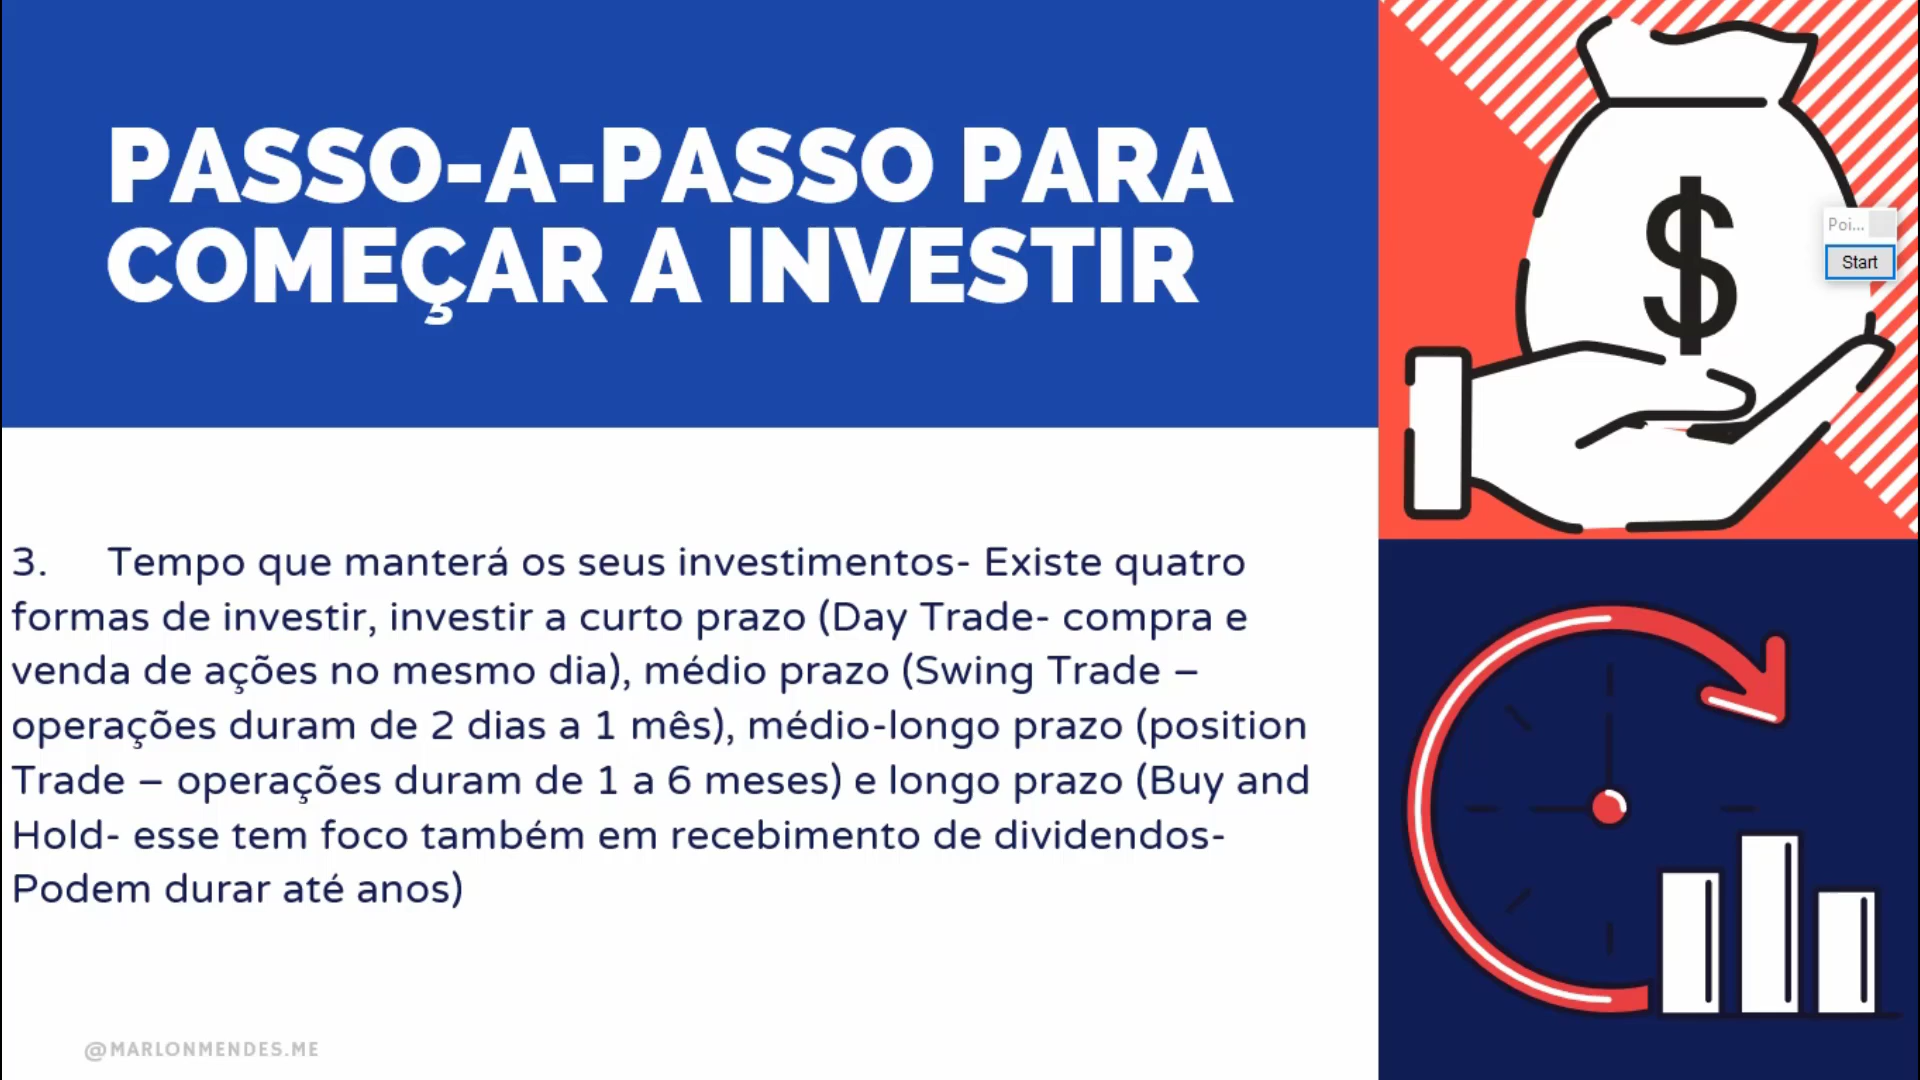 PASSO-A-PASSO PARA
COMEÇAR A INVESTIR
$
Poi...
Start
3. Tempo que manterá os seus investimentos- Existe quatro
formas de investir, investir a curto prazo (Day Trade- compra e
venda de ações no mesmo dia), médio prazo (Swing Trade –
operações duram de 2 dias a 1 mês), médio-longo prazo (position
Trade – operações duram de 1 a 6 meses) e longo prazo (Buy and
Hold- esse tem foco também em recebimento de dividendos-
Podem durar até anos)
@MARLONMENDES.ME